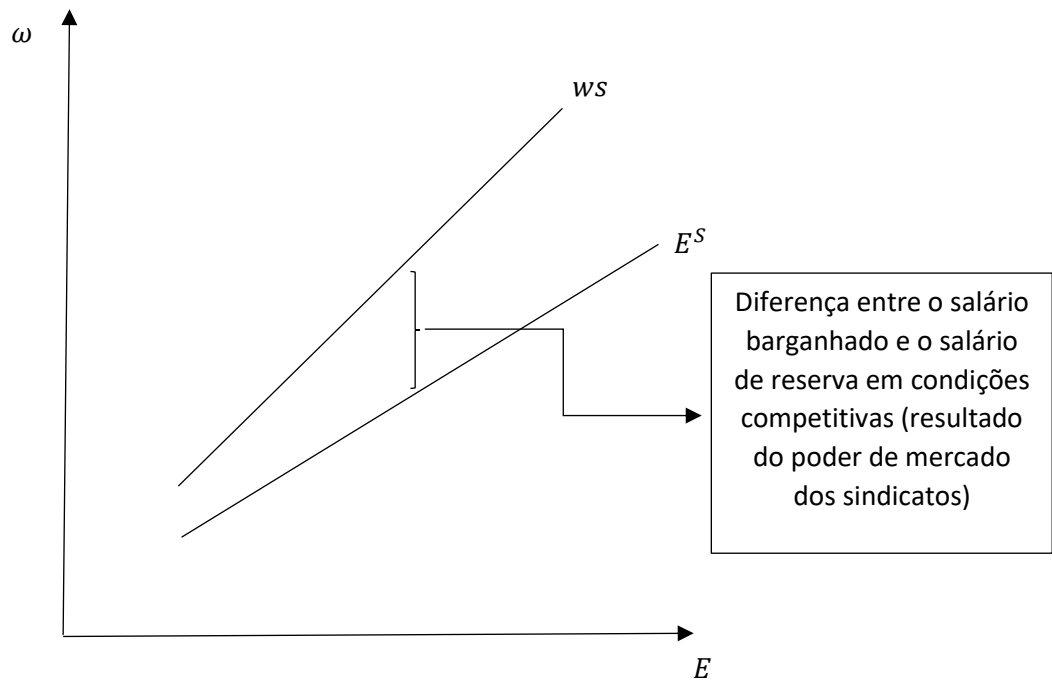 ω
ws
E^S
Diferença entre o salário
barganhado e o salário
de reserva em condições
competitivas (resultado
do poder de mercado
dos sindicatos)
E